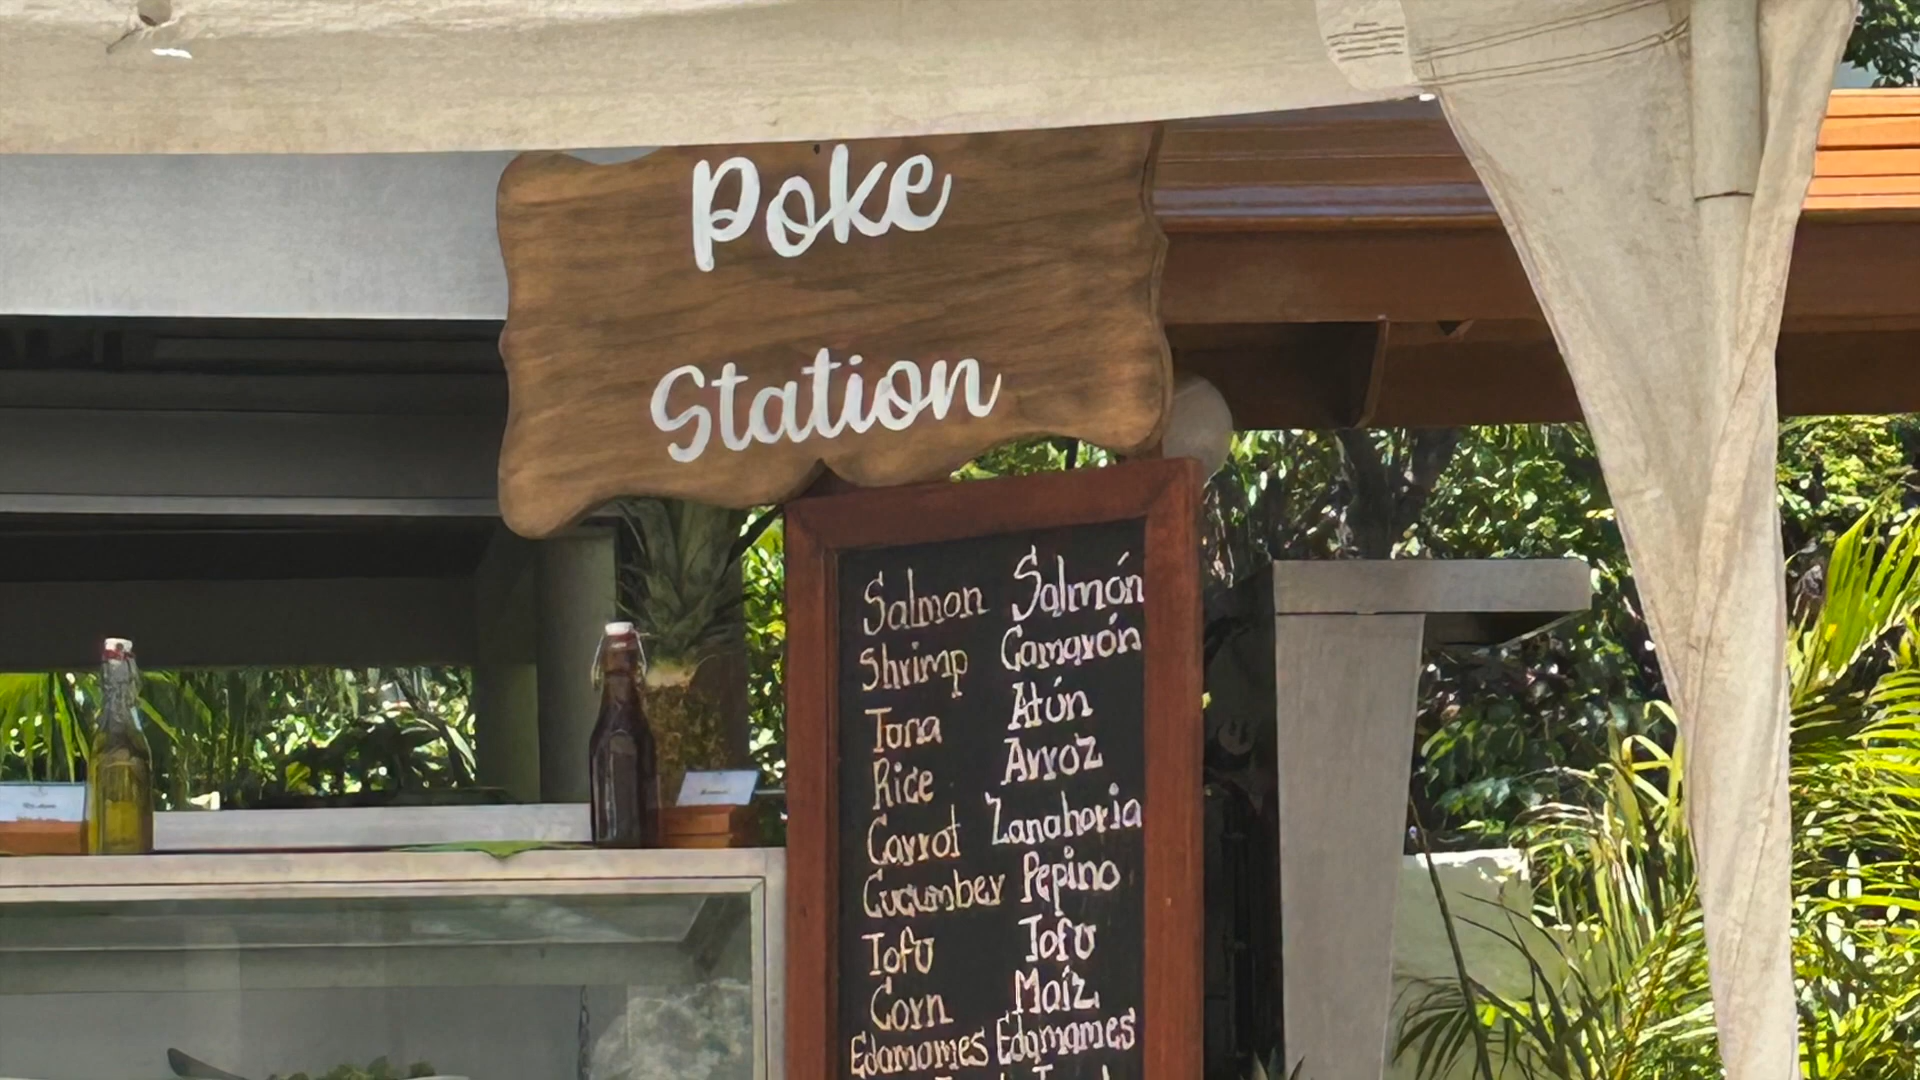 Poke
Station
Salmon Salmón
Shrimp Camarón
Tuna Atún
Rice Arroz
Carrot Zanahoria
Cucumber Pepino
Tofu Tofu
Corn Maíz
Edamames Edamames